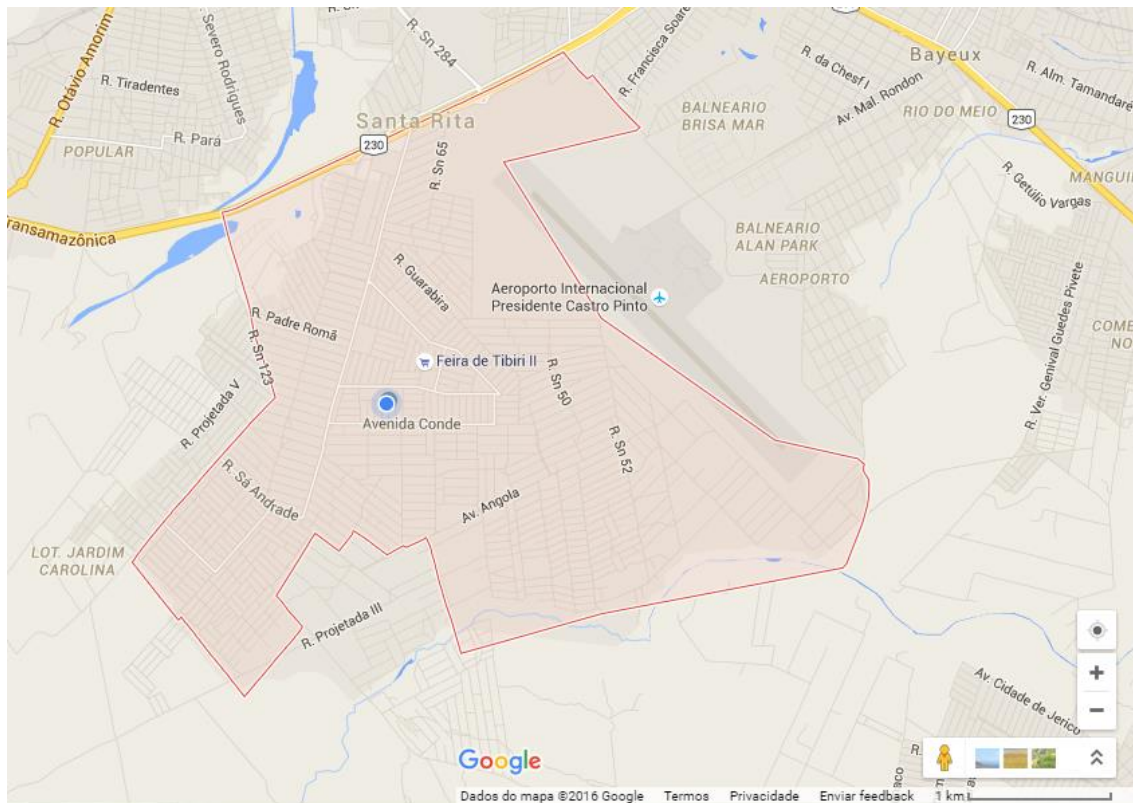 R. Otávio Amorim
R. Severo Rodrigues
R. Tiradentes
R. Pará
POPULAR
R. Sn 284
Santa Rita
230
R. Sn 65
R. Francisca Soare
230
Bayeux
R. da Chesf I
Av. Mal. Rondon
R. Alm. Tamandaré
BALNEARIO
BRISA MAR
RIO DO MEIO
230
R. Getúlio Vargas
MANGUI
ransamazônica
BALNEARIO
ALAN PARK
AEROPORTO
R. Guarabira
Aeroporto Internacional
Presidente Castro Pinto
R. Padre Romã
R. Sn 123
Feira de Tibiri II
R. Sn 50
R. Ver. Genival Guedes Pivete
COME
NO
R. Projetada V
Avenida Conde
R. Sn 52
R. Sá Andrade
Av. Angola
LOT. JARDIM
CAROLINA
R. Projetada III
Av. Cidade de Jerico
R.
Google
Dados do mapa ©2016 Google Termos Privacidade Enviar feedback 1 km